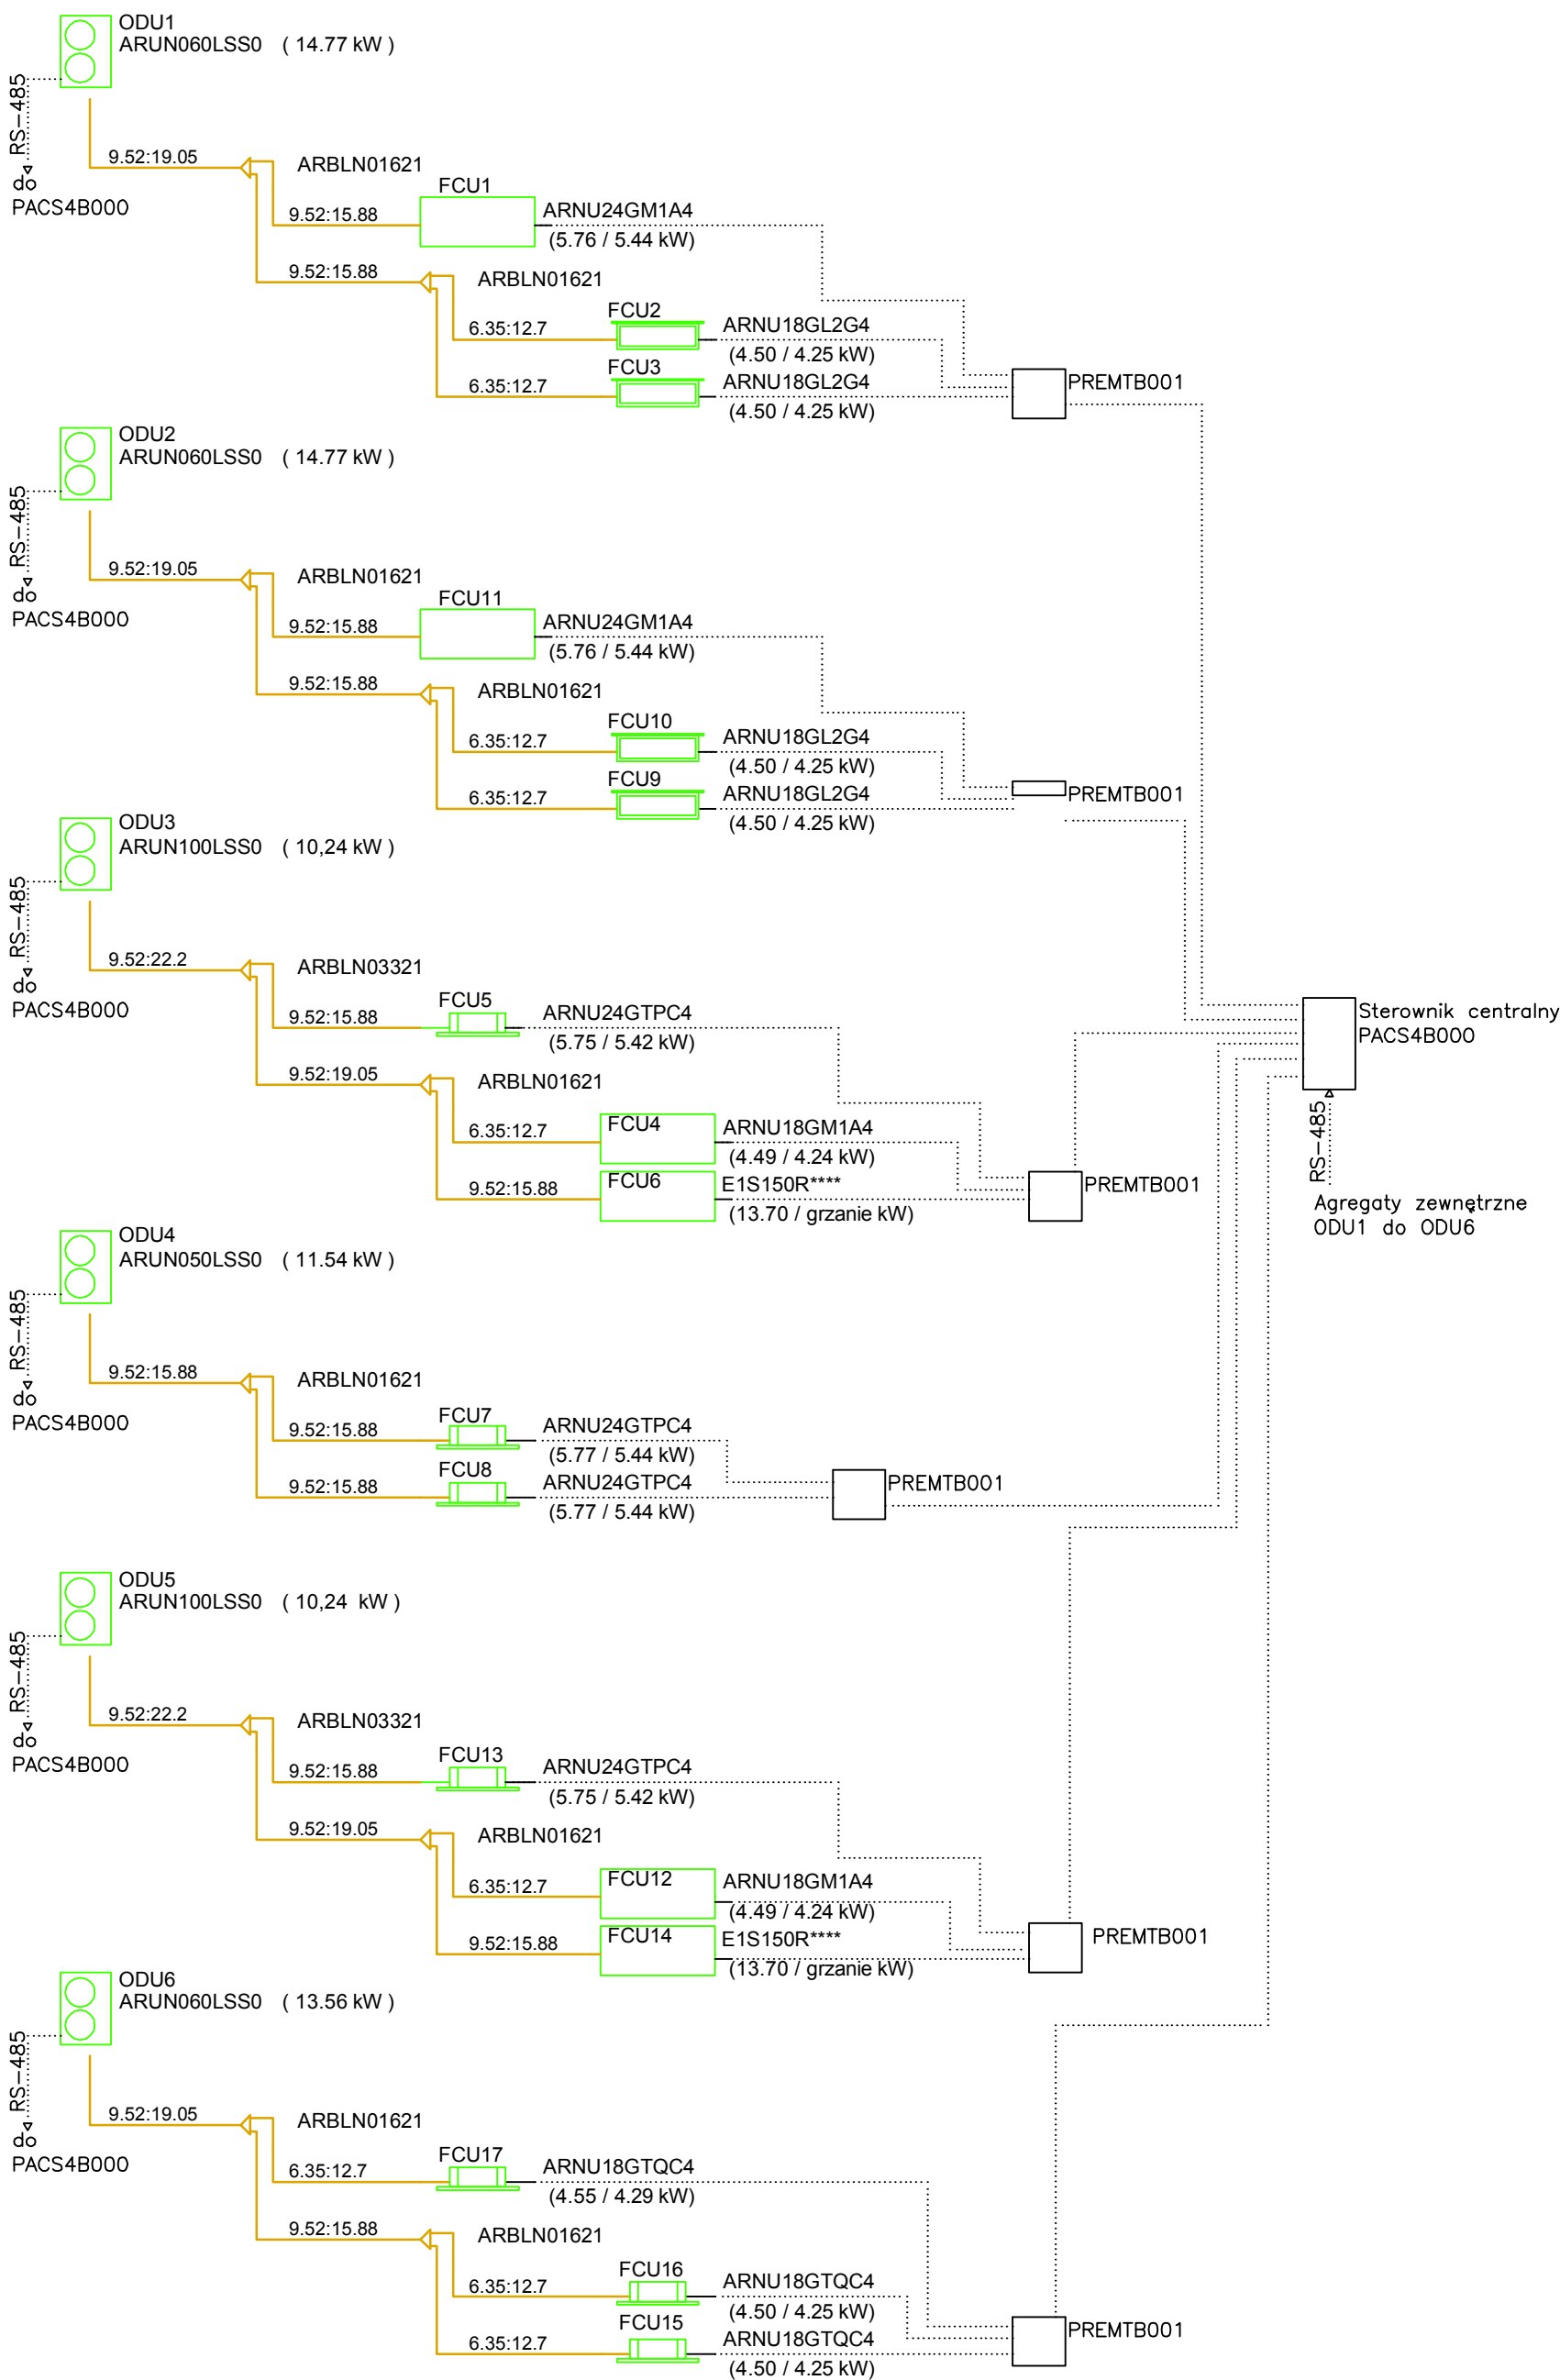 ODU1
ARUN060LSS0 ( 14.77 kW )
RS-485
do
PACS4B000
9.52:19.05
ARBLN01621
FCU1
9.52:15.88
ARNU24GM1A4
(5.76 / 5.44 kW)
9.52:15.88
ARBLN01621
FCU2
6.35:12.7
ARNU18GL2G4
(4.50 / 4.25 kW)
FCU3
6.35:12.7
ARNU18GL2G4
(4.50 / 4.25 kW)
PREMTB001
ODU2
ARUN060LSS0 ( 14.77 kW )
RS-485
do
PACS4B000
9.52:19.05
ARBLN01621
FCU11
9.52:15.88
ARNU24GM1A4
(5.76 / 5.44 kW)
9.52:15.88
ARBLN01621
FCU10
6.35:12.7
ARNU18GL2G4
(4.50 / 4.25 kW)
FCU9
6.35:12.7
ARNU18GL2G4
(4.50 / 4.25 kW)
PREMTB001
ODU3
ARUN100LSS0 ( 10,24 kW )
RS-485
do
PACS4B000
9.52:22.2
ARBLN03321
FCU5
9.52:15.88
ARNU24GTPC4
(5.75 / 5.42 kW)
9.52:19.05
ARBLN01621
FCU4
6.35:12.7
ARNU18GM1A4
(4.49 / 4.24 kW)
FCU6
9.52:15.88
E1S150R****
(13.70 / grzanie kW)
PREMTB001
Sterownik centralny
PACS4B000
RS-485
Agregaty zewnętrzne
ODU1 do ODU6
ODU4
ARUN050LSS0 ( 11.54 kW )
RS-485
do
PACS4B000
9.52:15.88
ARBLN01621
FCU7
9.52:15.88
ARNU24GTPC4
(5.77 / 5.44 kW)
FCU8
9.52:15.88
ARNU24GTPC4
(5.77 / 5.44 kW)
PREMTB001
ODU5
ARUN100LSS0 ( 10,24 kW )
RS-485
do
PACS4B000
9.52:22.2
ARBLN03321
FCU13
9.52:15.88
ARNU24GTPC4
(5.75 / 5.42 kW)
9.52:19.05
ARBLN01621
FCU12
6.35:12.7
ARNU18GM1A4
(4.49 / 4.24 kW)
FCU14
9.52:15.88
E1S150R****
(13.70 / grzanie kW)
PREMTB001
ODU6
ARUN060LSS0 ( 13.56 kW )
RS-485
do
PACS4B000
9.52:19.05
ARBLN01621
FCU17
6.35:12.7
ARNU18GTQC4
(4.55 / 4.29 kW)
9.52:15.88
ARBLN01621
FCU16
6.35:12.7
ARNU18GTQC4
(4.50 / 4.25 kW)
FCU15
6.35:12.7
ARNU18GTQC4
(4.50 / 4.25 kW)
PREMTB001